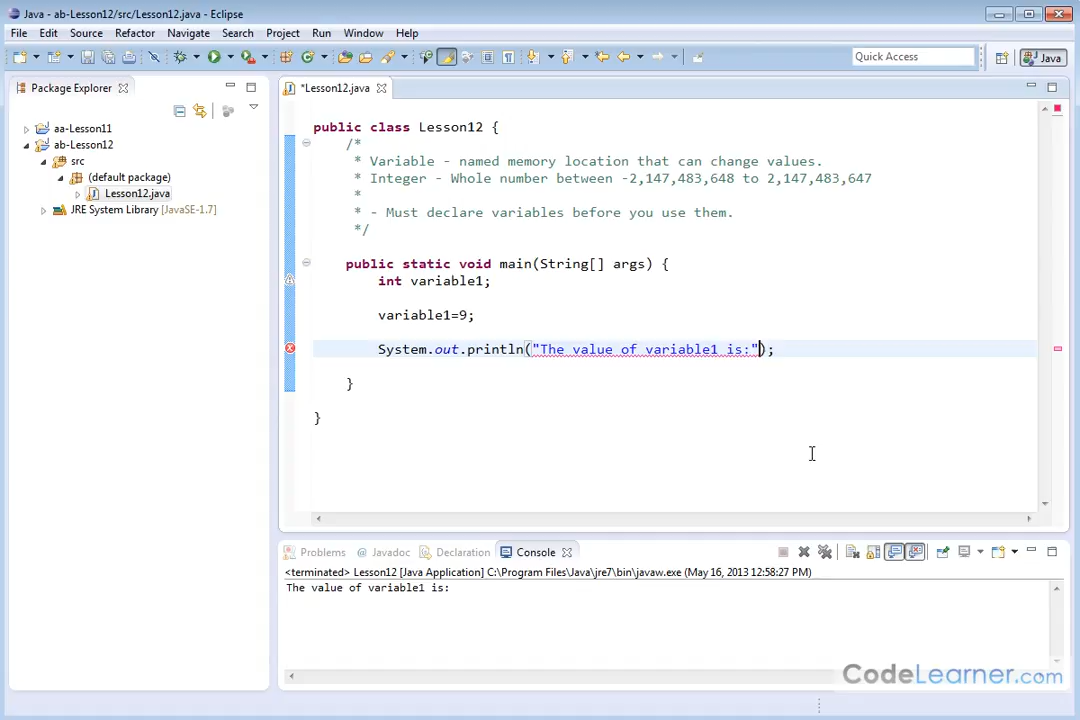 Java - ab-Lesson12/src/Lesson12.java - Eclipse
File Edit Source Refactor Navigate Search Project Run Window Help
Quick Access
Java
Package Explorer
*Lesson12.java
aa-Lesson11
ab-Lesson12
src
(default package)
Lesson12.java
JRE System Library [JavaSE-1.7]
public class Lesson12 {
/*
* Variable - named memory location that can change values.
* Integer - Whole number between -2,147,483,648 to 2,147,483,647
*
* - Must declare variables before you use them.
*/
public static void main(String[] args) {
int variable1;
variable1=9;
System.out.println("The value of variable1 is:");
}
}
Problems @ Javadoc Declaration Console
<terminated> Lesson12 [Java Application] C:\Program Files\Java\jre7\bin\javaw.exe (May 16, 2013 12:58:27 PM)
The value of variable1 is:
CodeLearner.com